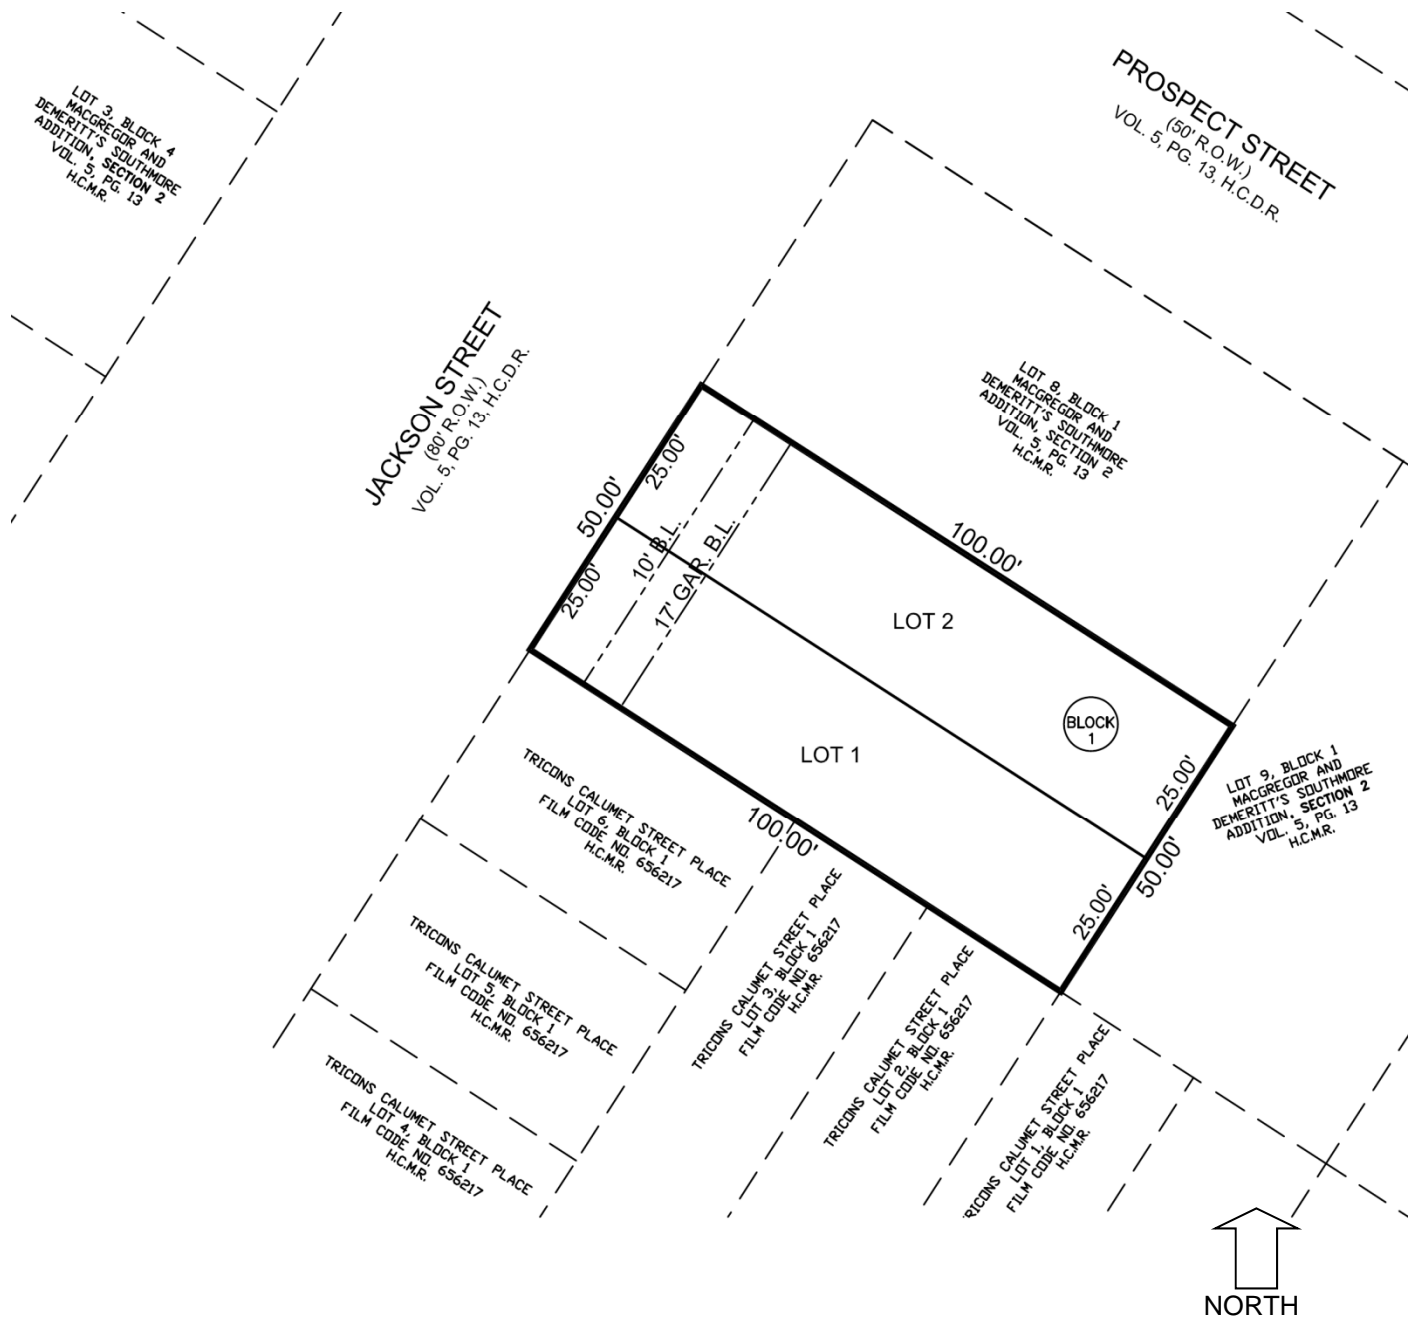 LOT 3, BLOCK 4
MACGREGOR AND
DEMERITT'S SOUTHMORE
ADDITION, SECTION 2
VOL. 5, PG. 13
H.C.M.R.
PROSPECT STREET
(50' R.O.W.)
VOL. 5, PG. 13, H.C.D.R.
JACKSON STREET
(80' R.O.W.)
VOL. 5, PG. 13, H.C.D.R.
LOT 8, BLOCK 1
MACGREGOR AND
DEMERITT'S SOUTHMORE
ADDITION, SECTION 2
VOL. 5, PG. 13
H.C.M.R.
25.00'
50.00'
25.00'
10' B.L.
17' GAR. B.L.
100.00'
LOT 2
BLOCK
1
LOT 1
100.00'
25.00'
50.00'
25.00'
LOT 9, BLOCK 1
MACGREGOR AND
DEMERITT'S SOUTHMORE
ADDITION, SECTION 2
VOL. 5, PG. 13
H.C.M.R.
TRICONS CALUMET STREET PLACE
LOT 6, BLOCK 1
FILM CODE NO. 656217
H.C.M.R.
TRICONS CALUMET STREET PLACE
LOT 5, BLOCK 1
FILM CODE NO. 656217
H.C.M.R.
TRICONS CALUMET STREET PLACE
LOT 4, BLOCK 1
FILM CODE NO. 656217
H.C.M.R.
TRICONS CALUMET STREET PLACE
LOT 3, BLOCK 1
FILM CODE NO. 656217
H.C.M.R.
TRICONS CALUMET STREET PLACE
LOT 2, BLOCK 1
FILM CODE NO. 656217
H.C.M.R.
RICONS CALUMET STREET PLACE
LOT 1, BLOCK 1
FILM CODE NO. 656217
H.C.M.R.
NORTH